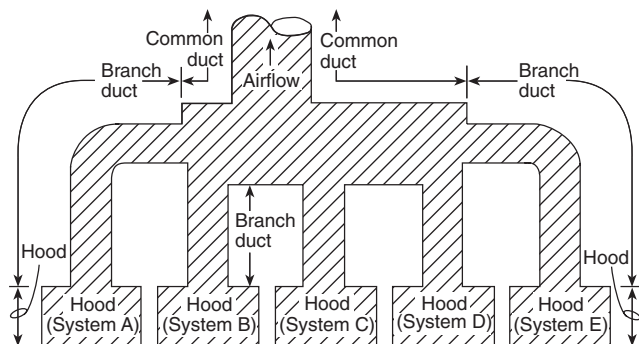 Common
duct
Common
duct
Branch
duct
Airflow
Branch
duct
Branch
duct
Hood
Hood
Hood
(System A)
Hood
(System B)
Hood
(System C)
Hood
(System D)
Hood
(System E)